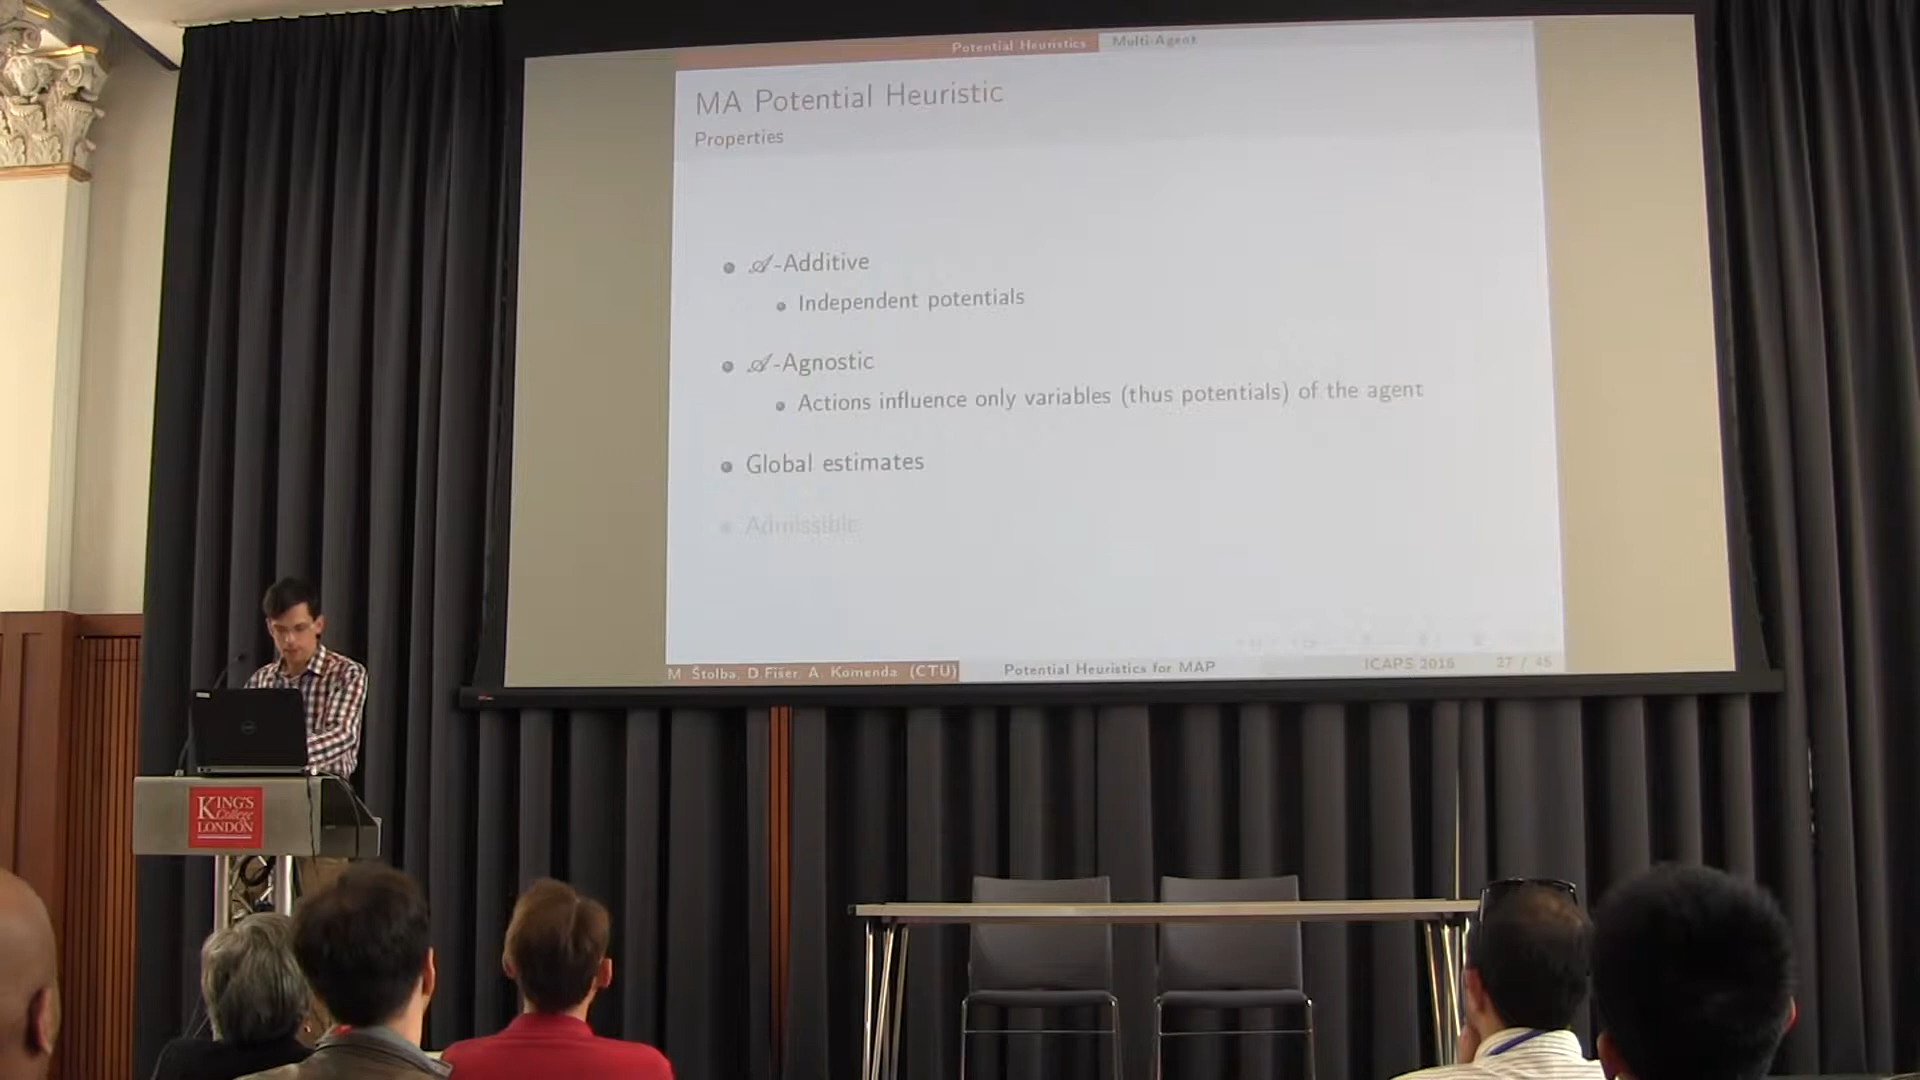 Potential Heuristics Multi-Agent
MA Potential Heuristic
Properties
𝒜-Additive
Independent potentials
𝒜-Agnostic
Actions influence only variables (thus potentials) of the agent
Global estimates
Admissible
M. Štolba, D.Fišer, A. Komenda (CTU) Potential Heuristics for MAP ICAPS 2016 27 / 45
KING'S
College
LONDON